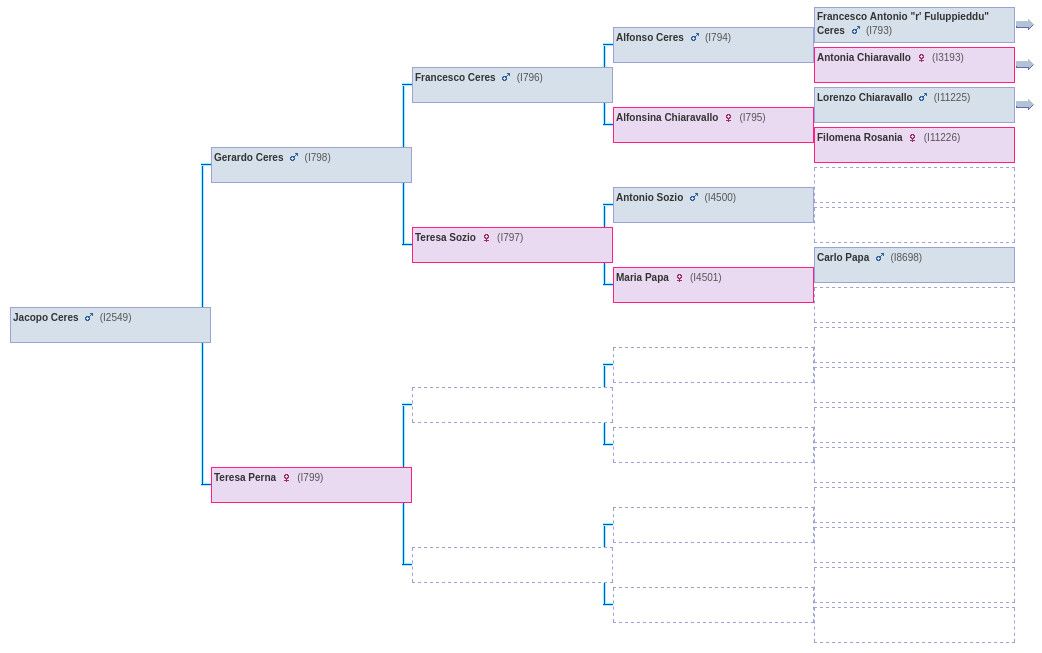 Francesco Antonio "r' Fuluppieddu"
Ceres ♂ (I793)
Alfonso Ceres ♂ (I794)
Antonia Chiaravallo ♀ (I3193)
Francesco Ceres ♂ (I796)
Lorenzo Chiaravallo ♂ (I11225)
Alfonsina Chiaravallo ♀ (I795)
Filomena Rosania ♀ (I11226)
Gerardo Ceres ♂ (I798)
Antonio Sozio ♂ (I4500)
Teresa Sozio ♀ (I797)
Carlo Papa ♂ (I8698)
Maria Papa ♀ (I4501)
Jacopo Ceres ♂ (I2549)
Teresa Perna ♀ (I799)